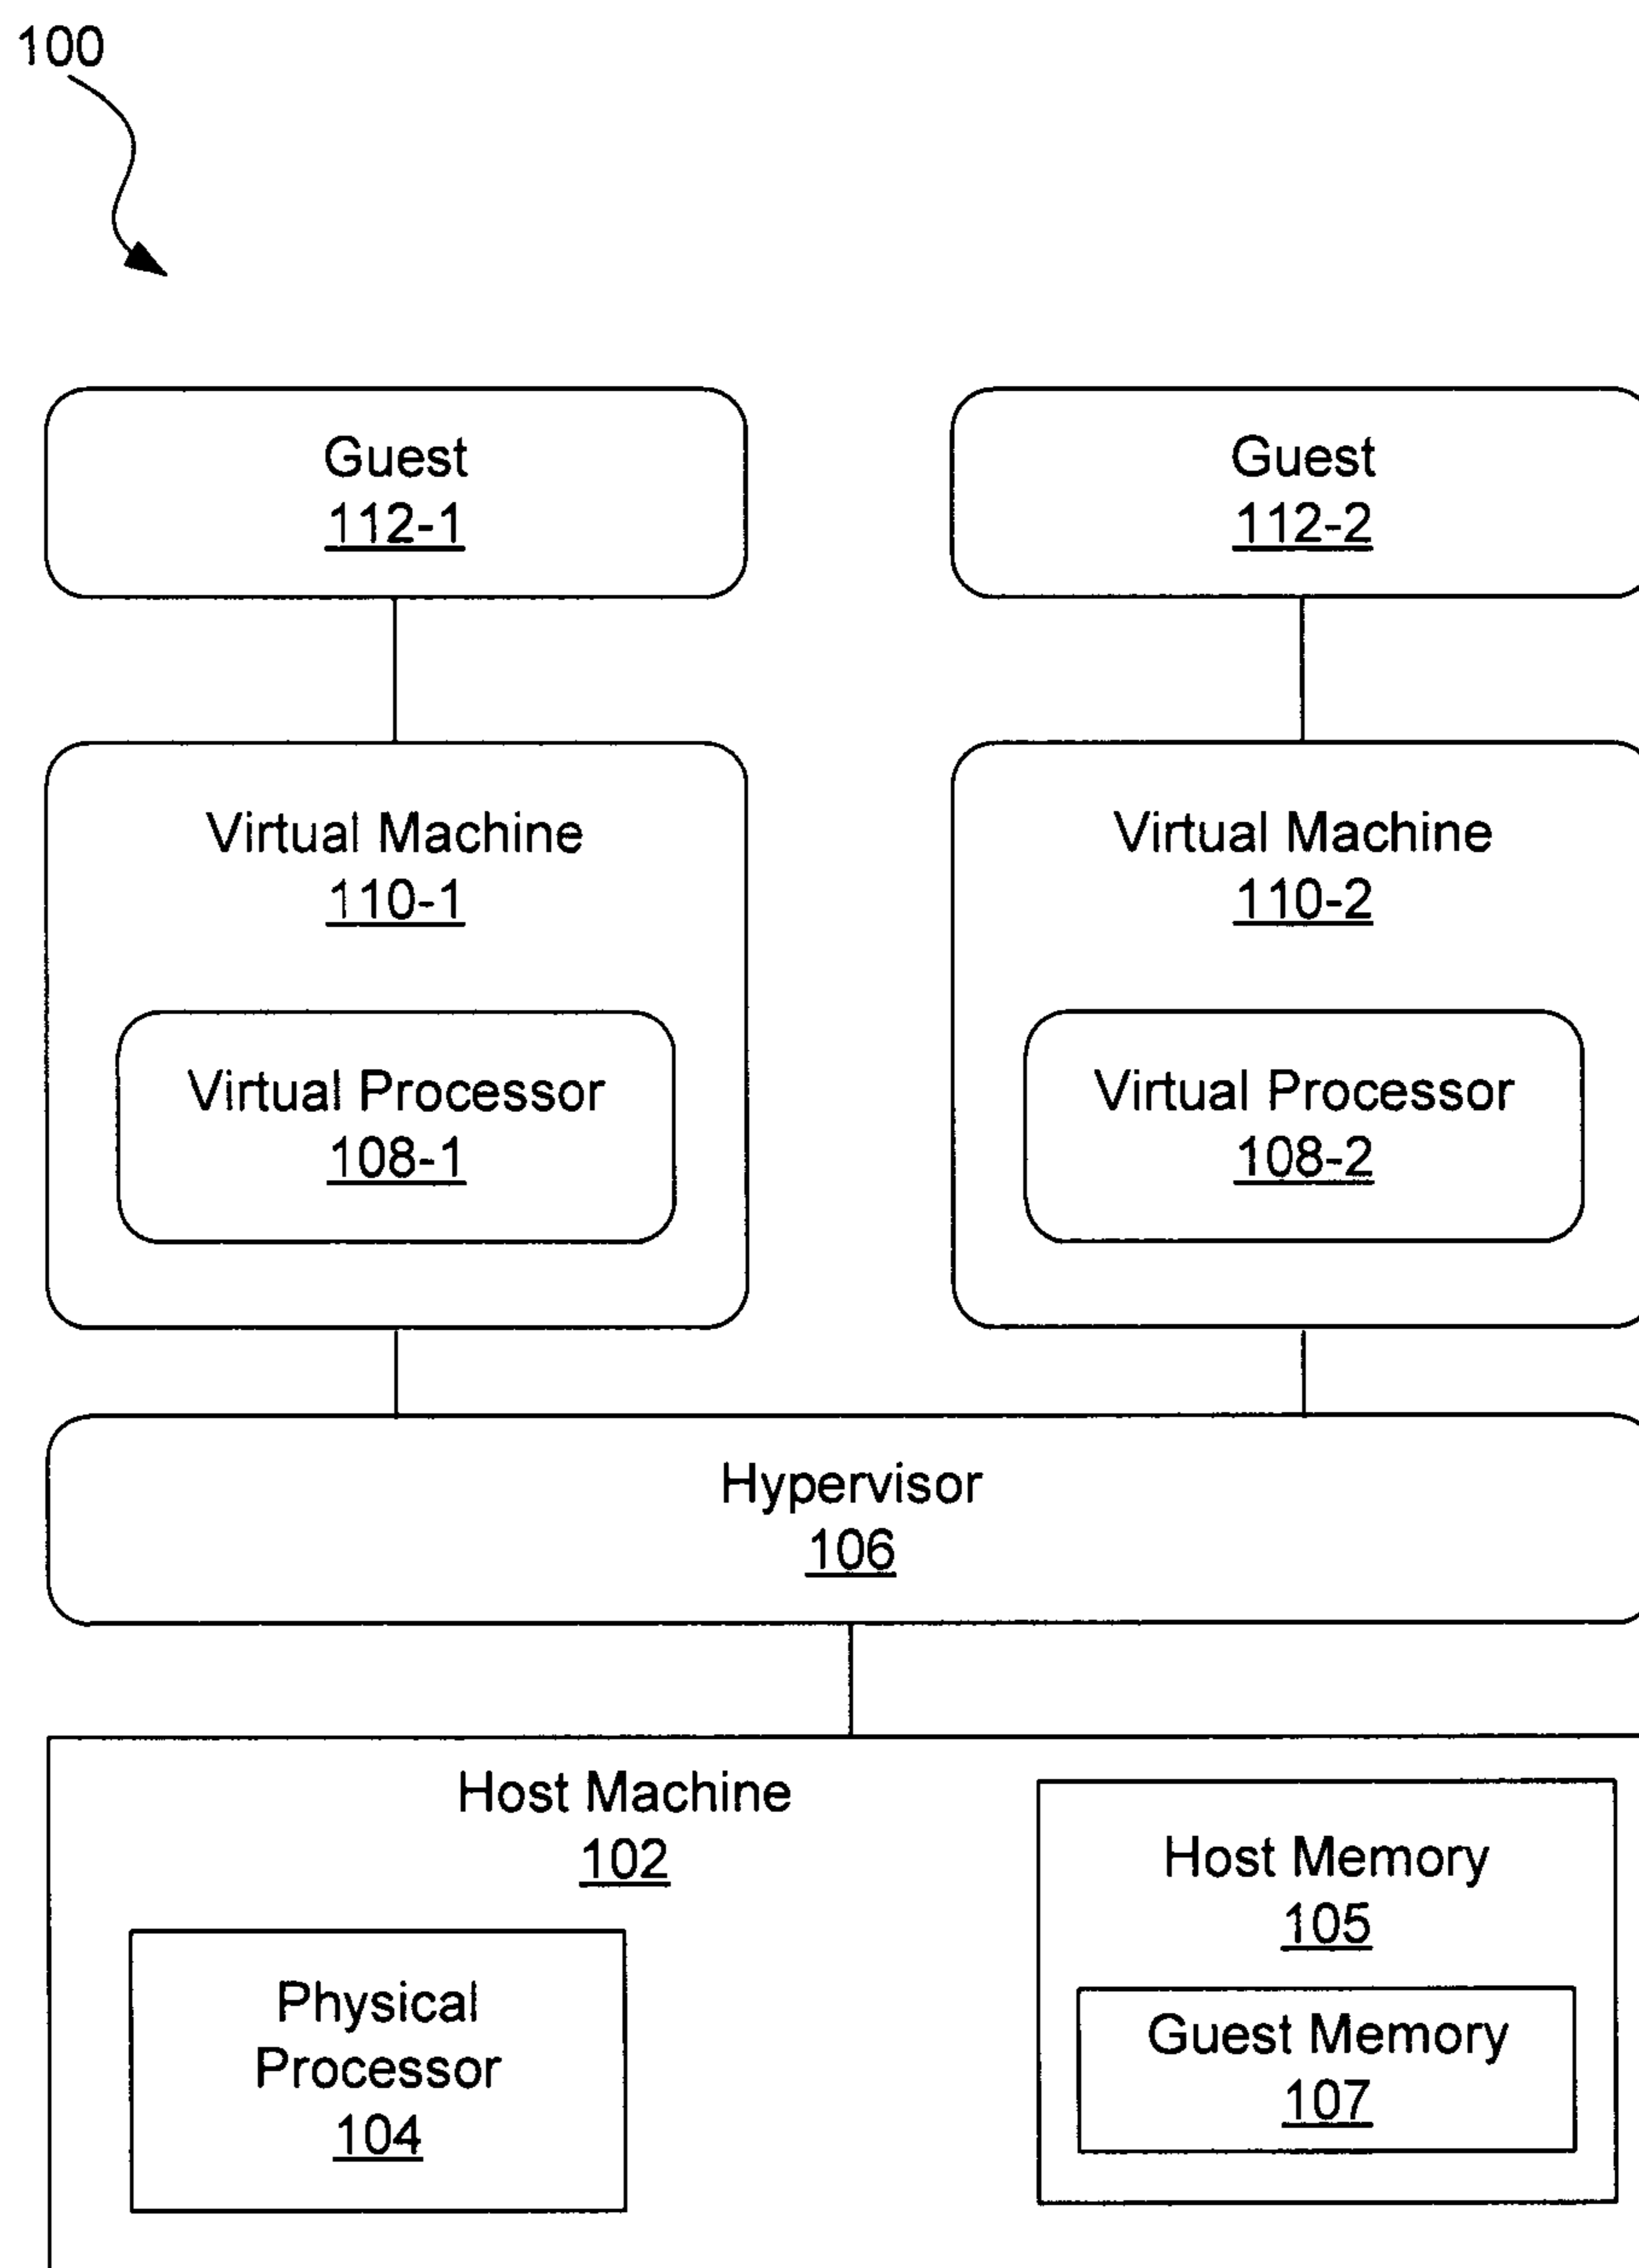 100
Guest
112-1
Guest
112-2
Virtual Machine
110-1
Virtual Machine
110-2
Virtual Processor
108-1
Virtual Processor
108-2
Hypervisor
106
Host Machine
102
Host Memory
105
Physical
Processor
104
Guest Memory
107